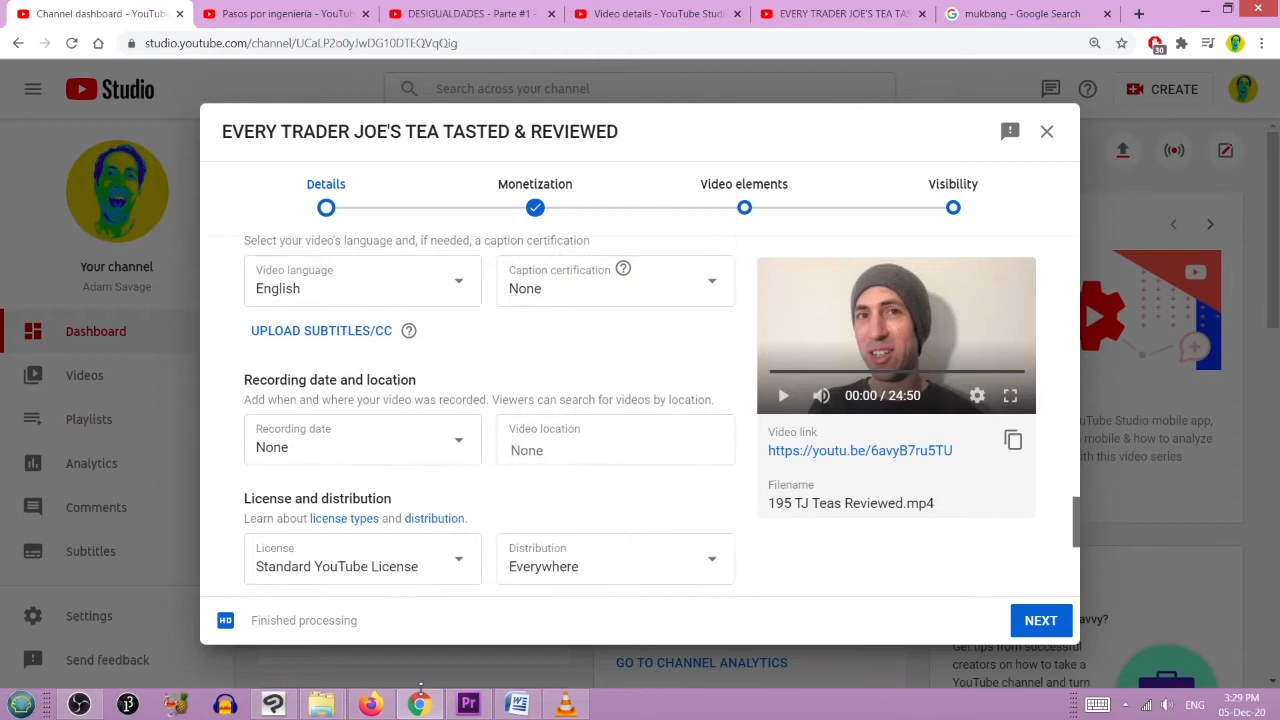 Channel dashboard - YouTube
Pasos por ingeniería - YouTube
DESIGUALDADES - Parte #1 -
Video details - YouTube Studio
EVERY TRADER JOE'S TEA TASTED
mukbang - Google Search
studio.youtube.com/channel/UCaLP2o0yJwDG10DTEQVqQig
30
Studio
Search across your channel
CREATE
EVERY TRADER JOE'S TEA TASTED & REVIEWED
Details
Monetization
Video elements
Visibility
Your channel
Adam Savage
Dashboard
Videos
Playlists
Analytics
Comments
Subtitles
Settings
Send feedback
Select your video's language and, if needed, a caption certification
Video language
English
Caption certification
None
UPLOAD SUBTITLES/CC
Recording date and location
Add when and where your video was recorded. Viewers can search for videos by location.
Recording date
None
Video location
None
License and distribution
Learn about license types and distribution.
License
Standard YouTube License
Distribution
Everywhere
00:00 / 24:50
Video link
https://youtu.be/6avyB7ru5TU
Filename
195 TJ Teas Reviewed.mp4
HD
Finished processing
NEXT
Studio mobile app,
mobile & how to analyze
with this video series
avvy?
Get tips from successful
creators on how to take a
YouTube channel and turn
GO TO CHANNEL ANALYTICS
Pr
ENG
3:29 PM
05-Dec-20